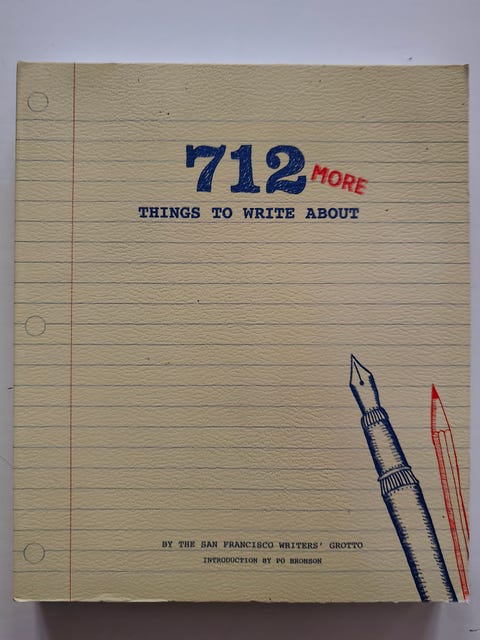 712 MORE
THINGS TO WRITE ABOUT
BY THE SAN FRANCISCO WRITERS' GROTTO
INTRODUCTION BY PO BRONSON